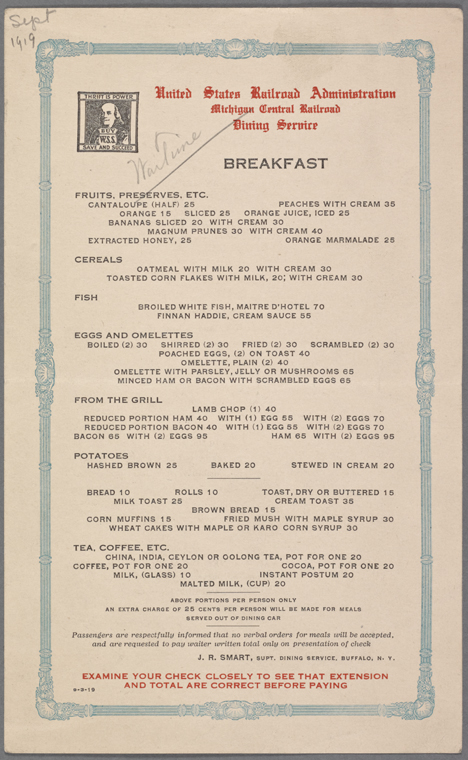 Sept
1919
THRIFT IS POWER
BUY
W.S.S.
SAVE AND SUCCEED
United States Railroad Administration
Michigan Central Railroad
Dining Service
War Time
BREAKFAST
FRUITS, PRESERVES, ETC.
CANTALOUPE (HALF) 25 PEACHES WITH CREAM 35
ORANGE 15 SLICED 25 ORANGE JUICE, ICED 25
BANANAS SLICED 20 WITH CREAM 30
MAGNUM PRUNES 30 WITH CREAM 40
EXTRACTED HONEY, 25 ORANGE MARMALADE 25
CEREALS
OATMEAL WITH MILK 20 WITH CREAM 30
TOASTED CORN FLAKES WITH MILK, 20; WITH CREAM 30
FISH
BROILED WHITE FISH, MAITRE D'HOTEL 70
FINNAN HADDIE, CREAM SAUCE 55
EGGS AND OMELETTES
BOILED (2) 30 SHIRRED (2) 30 FRIED (2) 30 SCRAMBLED (2) 30
POACHED EGGS, (2) ON TOAST 40
OMELETTE, PLAIN (2) 40
OMELETTE WITH PARSLEY, JELLY OR MUSHROOMS 65
MINCED HAM OR BACON WITH SCRAMBLED EGGS 65
FROM THE GRILL
LAMB CHOP (1) 40
REDUCED PORTION HAM 40 WITH (1) EGG 55 WITH (2) EGGS 70
REDUCED PORTION BACON 40 WITH (1) EGG 55 WITH (2) EGGS 70
BACON 65 WITH (2) EGGS 95 HAM 65 WITH (2) EGGS 95
POTATOES
HASHED BROWN 25 BAKED 20 STEWED IN CREAM 20
BREAD 10 ROLLS 10 TOAST, DRY OR BUTTERED 15
MILK TOAST 25 CREAM TOAST 35
BROWN BREAD 15
CORN MUFFINS 15 FRIED MUSH WITH MAPLE SYRUP 30
WHEAT CAKES WITH MAPLE OR KARO CORN SYRUP 30
TEA, COFFEE, ETC.
CHINA, INDIA, CEYLON OR OOLONG TEA, POT FOR ONE 20
COFFEE, POT FOR ONE 20 COCOA, POT FOR ONE 20
MILK, (GLASS) 10 INSTANT POSTUM 20
MALTED MILK, (CUP) 20
ABOVE PORTIONS PER PERSON ONLY
AN EXTRA CHARGE OF 25 CENTS PER PERSON WILL BE MADE FOR MEALS
SERVED OUT OF DINING CAR
Passengers are respectfully informed that no verbal orders for meals will be accepted,
and are requested to pay waiter written total only on presentation of check
J. R. SMART, SUPT. DINING SERVICE, BUFFALO, N. Y.
EXAMINE YOUR CHECK CLOSELY TO SEE THAT EXTENSION
AND TOTAL ARE CORRECT BEFORE PAYING